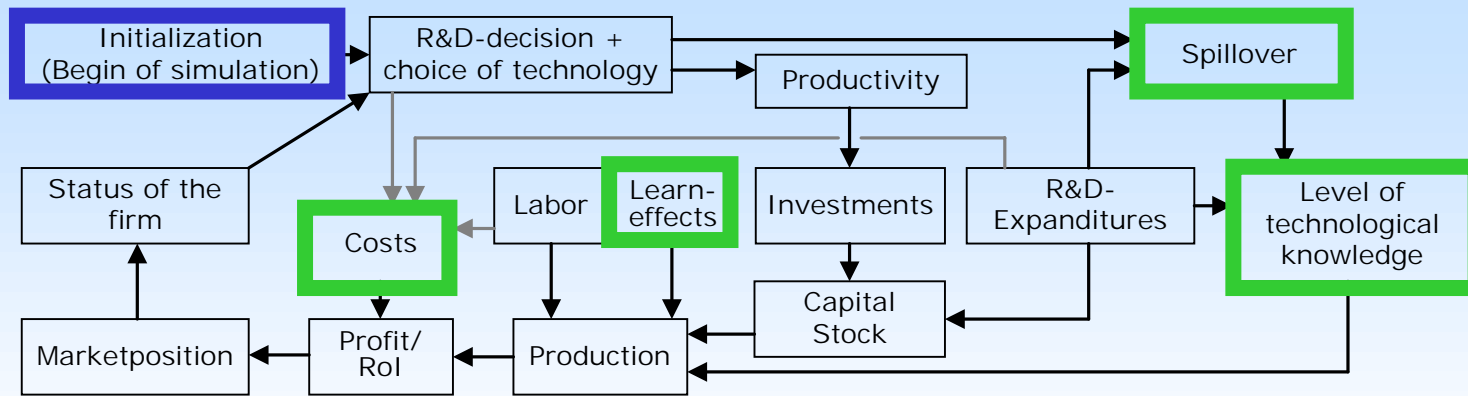 Initialization
(Begin of simulation)
R&D-decision +
choice of technology
Spillover
Productivity
Status of the
firm
Costs
Labor
Learn-
effects
Investments
R&D-
Expanditures
Level of
technological
knowledge
Marketposition
Profit/
RoI
Production
Capital
Stock